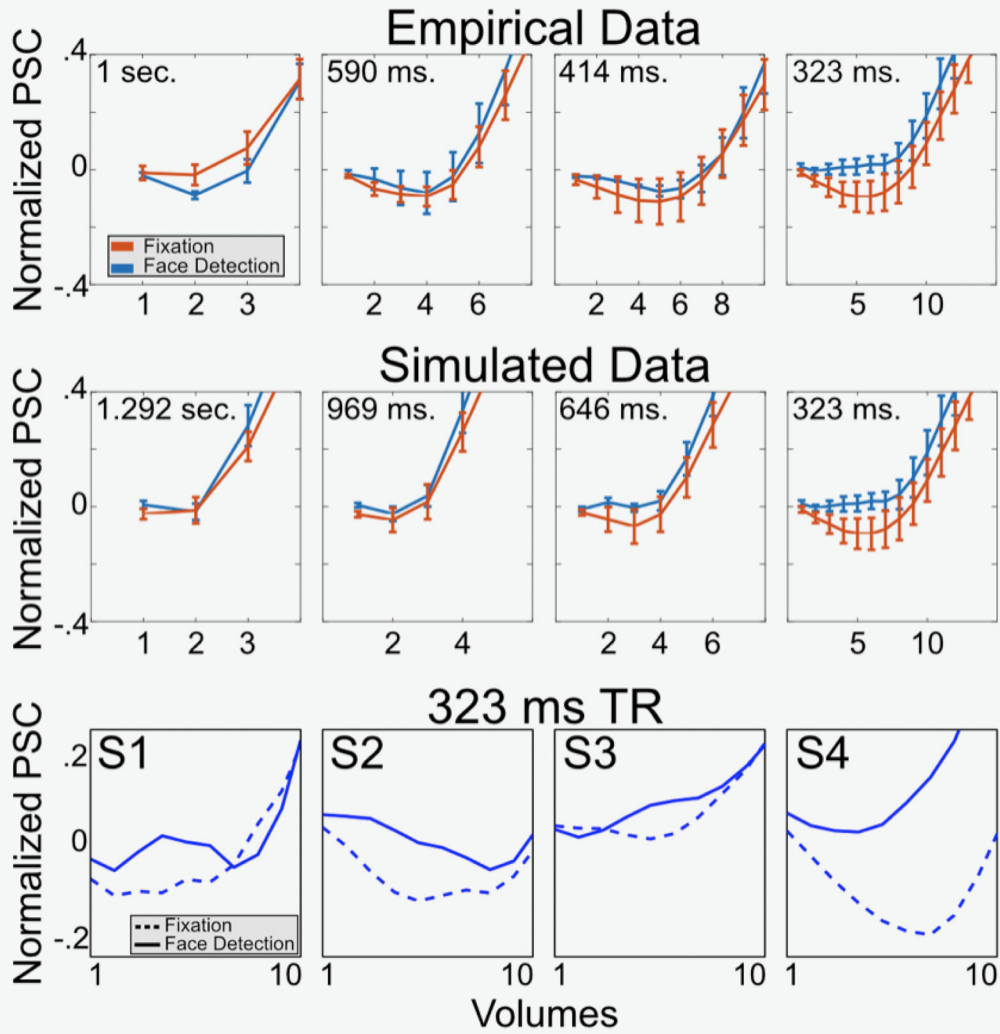 Empirical Data
Normalized PSC
.4
0
-.4
1 sec.
590 ms.
414 ms.
323 ms.
Fixation
Face Detection
1 2 3
2 4 6
2 4 6 8
5 10
Simulated Data
Normalized PSC
.4
0
-.4
1.292 sec.
969 ms.
646 ms.
323 ms.
1 2 3
2 4
2 4 6
5 10
323 ms TR
Normalized PSC
.2
0
-.2
S1
S2
S3
S4
Fixation
Face Detection
1 10
1 10
1 10
1 10
Volumes